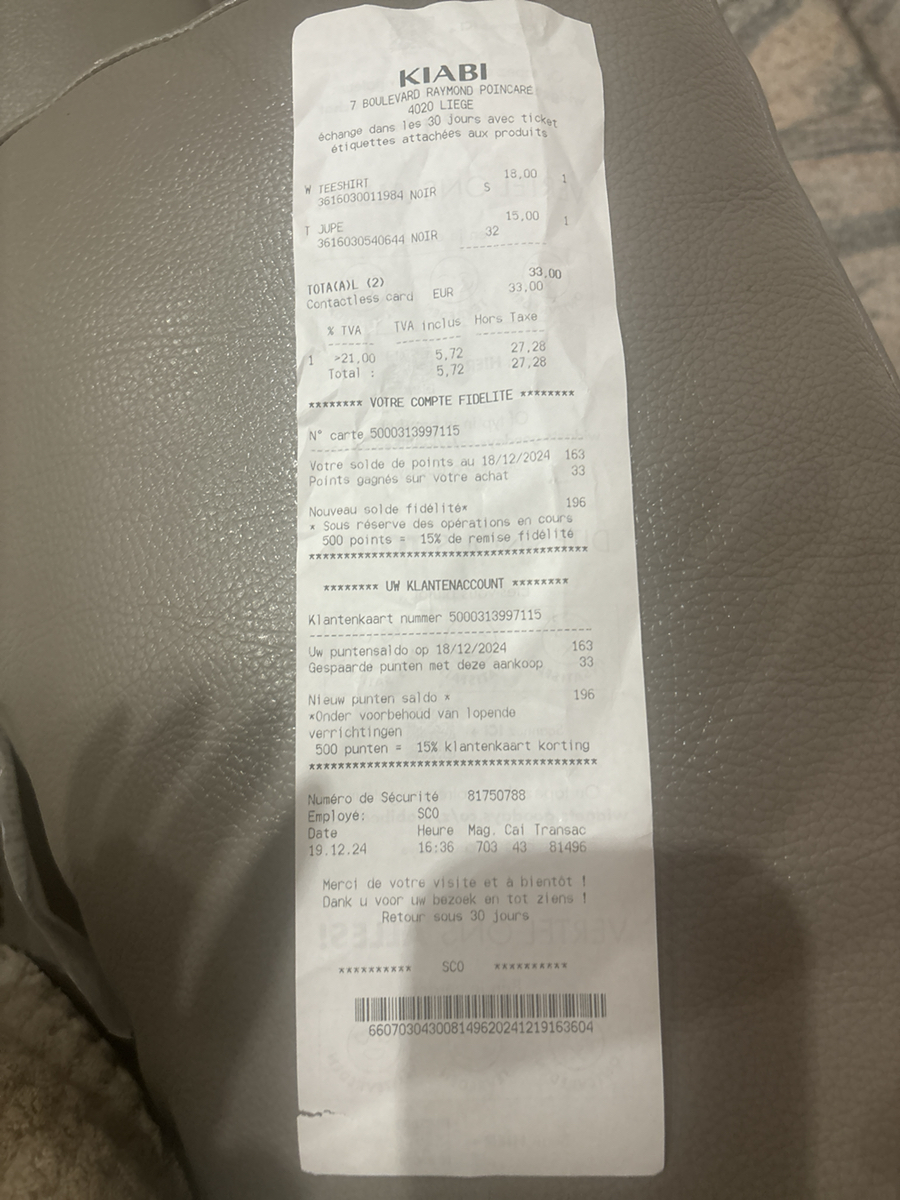 KIABI
7 BOULEVARD RAYMOND POINCARE
4020 LIEGE
échange dans les 30 jours avec ticket
étiquettes attachées aux produits
W TEESHIRT 18,00 1
3616030011984 NOIR S
T JUPE 15,00 1
3616030540644 NOIR 32
TOTA(A)L (2) 33,00
Contactless card EUR 33,00
% TVA TVA inclus Hors Taxe
1 >21,00 5,72 27,28
Total : 5,72 27,28
******** VOTRE COMPTE FIDELITE ********
N° carte 5000313997115
Votre solde de points au 18/12/2024 163
Points gagnés sur votre achat 33
Nouveau solde fidélité* 196
* Sous réserve des opérations en cours
500 points = 15% de remise fidélité
****************************************
******** UW KLANTENACCOUNT ********
Klantenkaart nummer 5000313997115
Uw puntensaldo op 18/12/2024 163
Gespaarde punten met deze aankoop 33
Nieuw punten saldo * 196
*Onder voorbehoud van lopende
verrichtingen
500 punten = 15% klantenkaart korting
****************************************
Numéro de Sécurité 81750788
Employé: SCO
Date Heure Mag. Cai Transac
19.12.24 16:36 703 43 81496
Merci de votre visite et à bientôt !
Dank u voor uw bezoek en tot ziens !
Retour sous 30 jours
********** SCO **********
660703043008149620241219163604